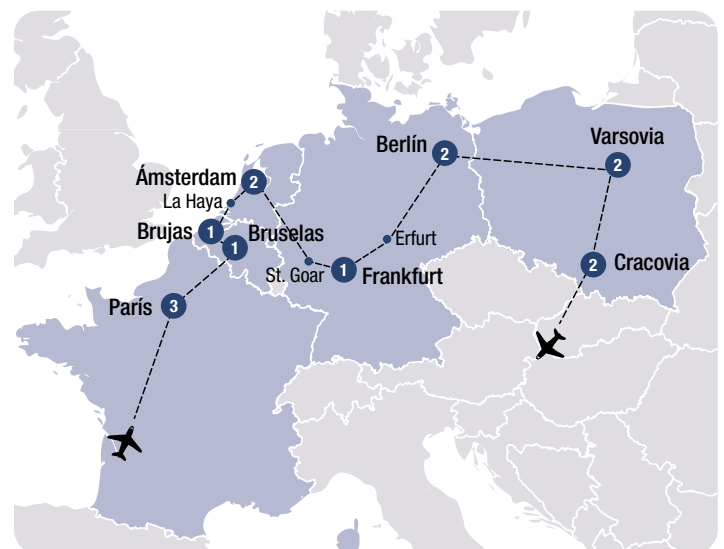 Berlín
2
Varsovia
2
Ámsterdam
2
La Haya
Brujas
1
Bruselas
1
Erfurt
St. Goar
1
Frankfurt
2
Cracovia
París
3